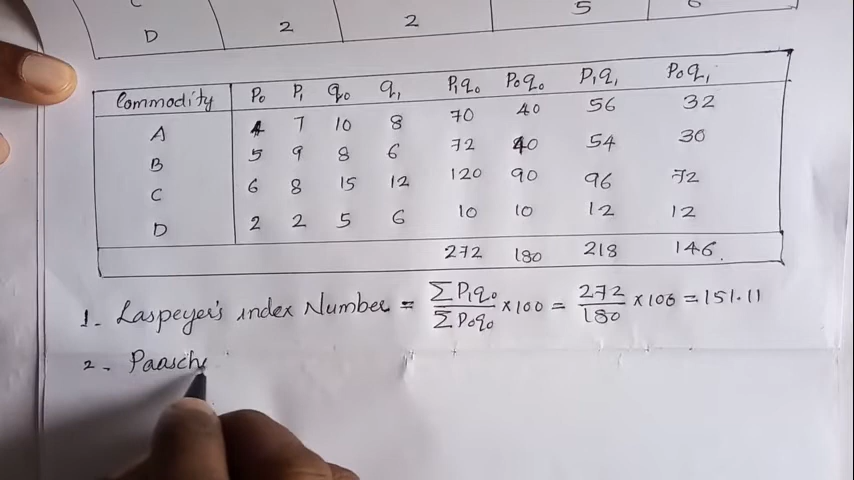 D 2 2 5 6
Commodity P₀ P₁ q₀ q₁ P₁q₀ P₀q₀ P₁q₁ P₀q₁
A 4 7 10 8 70 40 56 32
B 5 9 8 6 72 40 54 30
C 6 8 15 12 120 90 96 72
D 2 2 5 6 10 10 12 12
272 180 218 146.
1. Laspeyer's index Number = ΣP₁q₀/ΣP₀q₀ × 100 = 272/180 × 100 = 151.11
2. Paasche